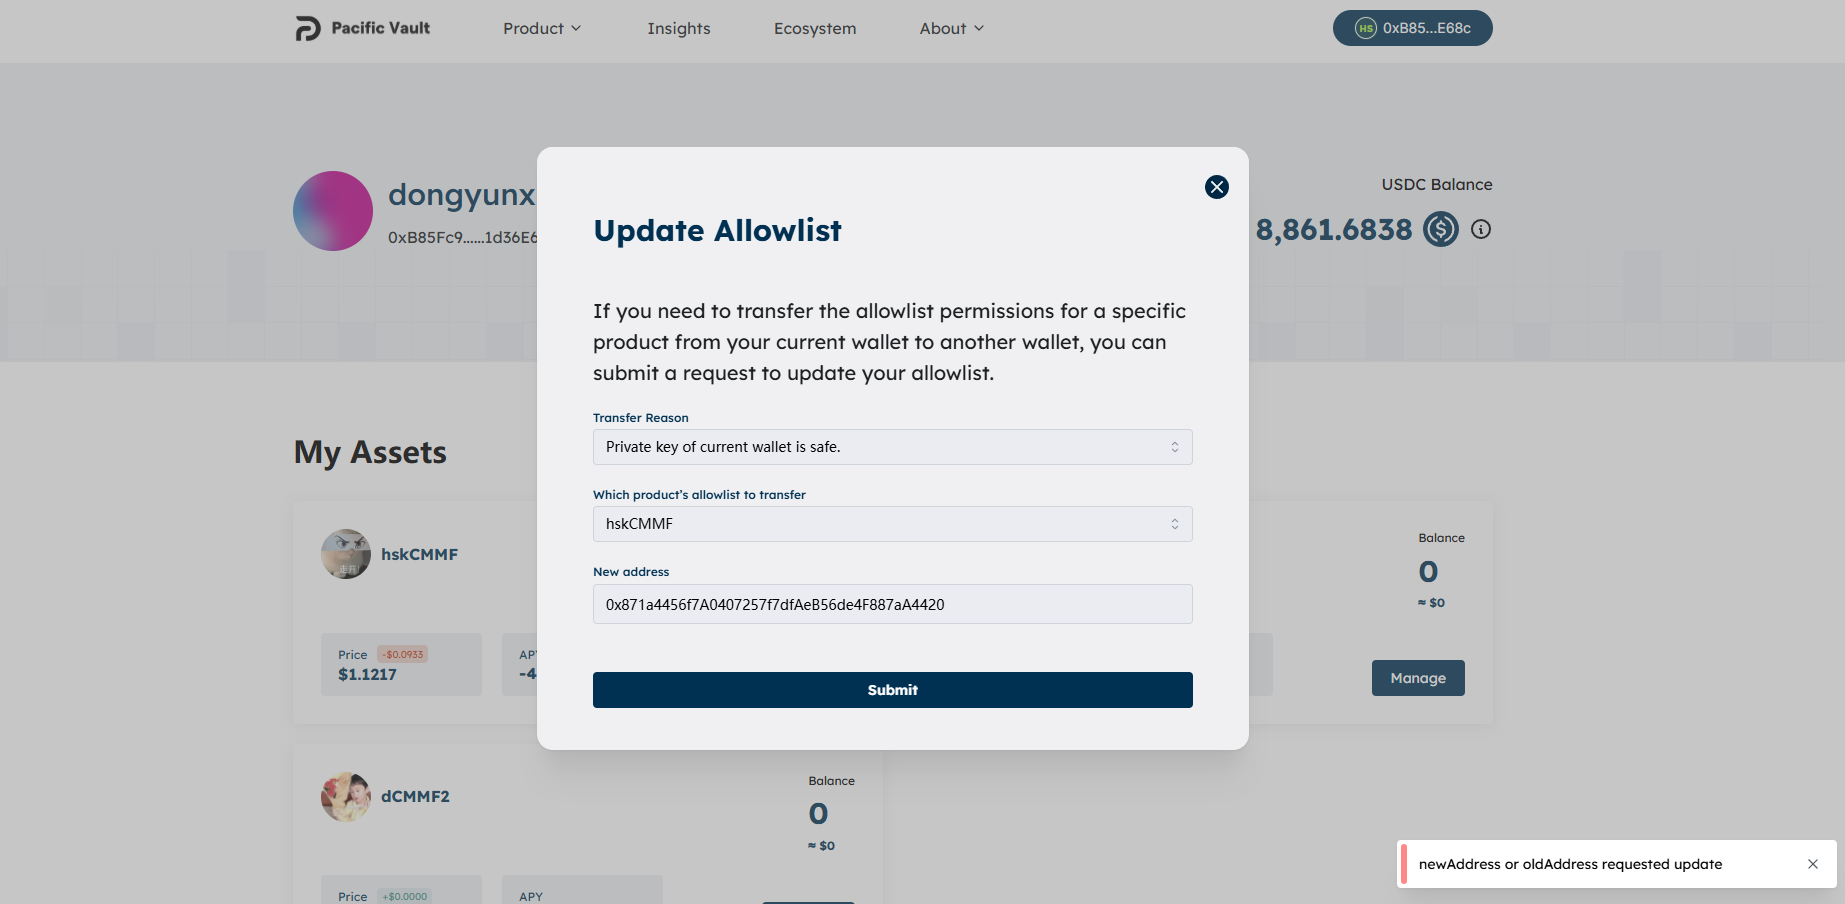 Pacific Vault
Product
Insights
Ecosystem
About
HS 0xB85...E68c
dongyunx
0xB85Fc9......1d36E6
USDC Balance
8,861.6838
Update Allowlist
If you need to transfer the allowlist permissions for a specific
product from your current wallet to another wallet, you can
submit a request to update your allowlist.
Transfer Reason
Private key of current wallet is safe.
Which product’s allowlist to transfer
hskCMMF
New address
0x871a4456f7A0407257f7dfAeB56de4F887aA4420
Submit
My Assets
hskCMMF
Balance
0
≈ $0
Price -$0.0933
$1.1217
AP
-4
Manage
dCMMF2
Balance
0
≈ $0
Price +$0.0000
APY
newAddress or oldAddress requested update